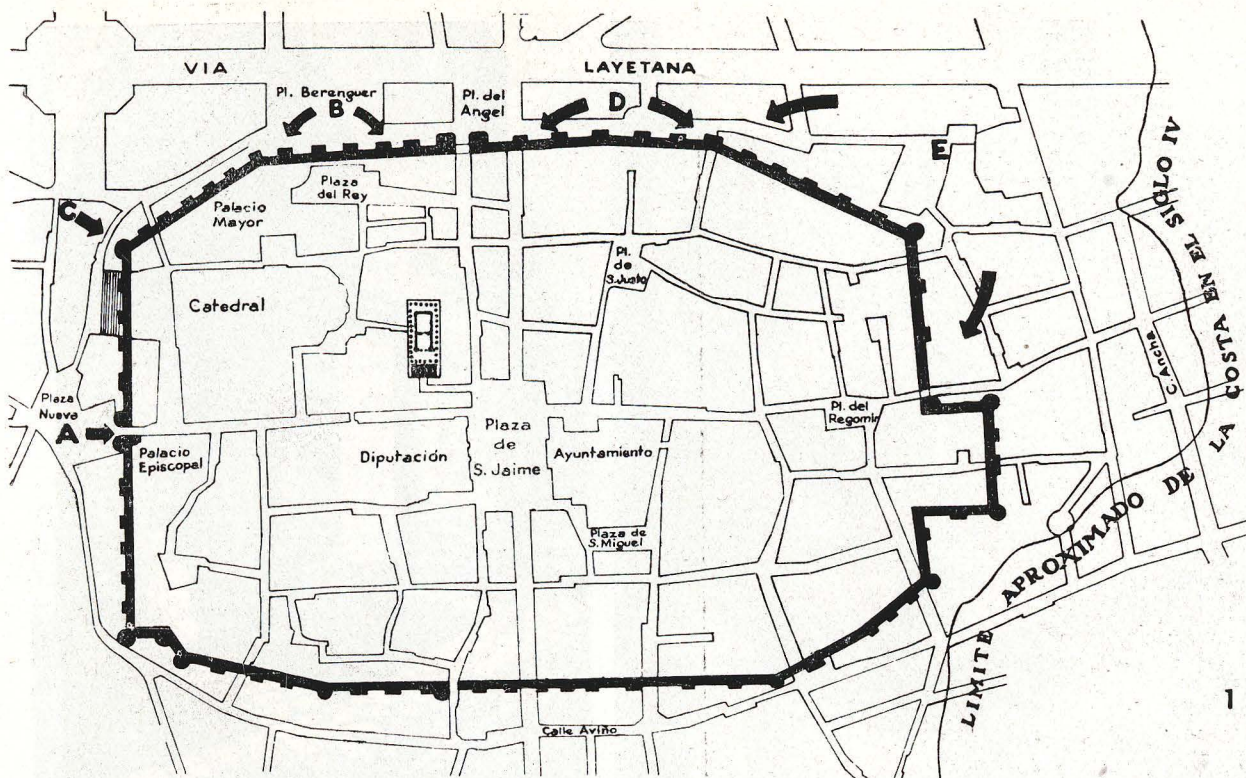 VIA LAYETANA
Pl. Berenguer
B
Pl. del
Angel
D
E
Plaza
del Rey
Palacio
Mayor
C
Pl.
de
S. Justo
Catedral
Plaza
Nueva
A
Palacio
Episcopal
Diputación
Plaza
de
S. Jaime
Ayuntamiento
Pl. del
Regomir
C. Ancha
Plaza de
S. Miguel
Calle Aviño
LIMITE APROXIMADO DE LA COSTA EN EL SIGLO IV
1